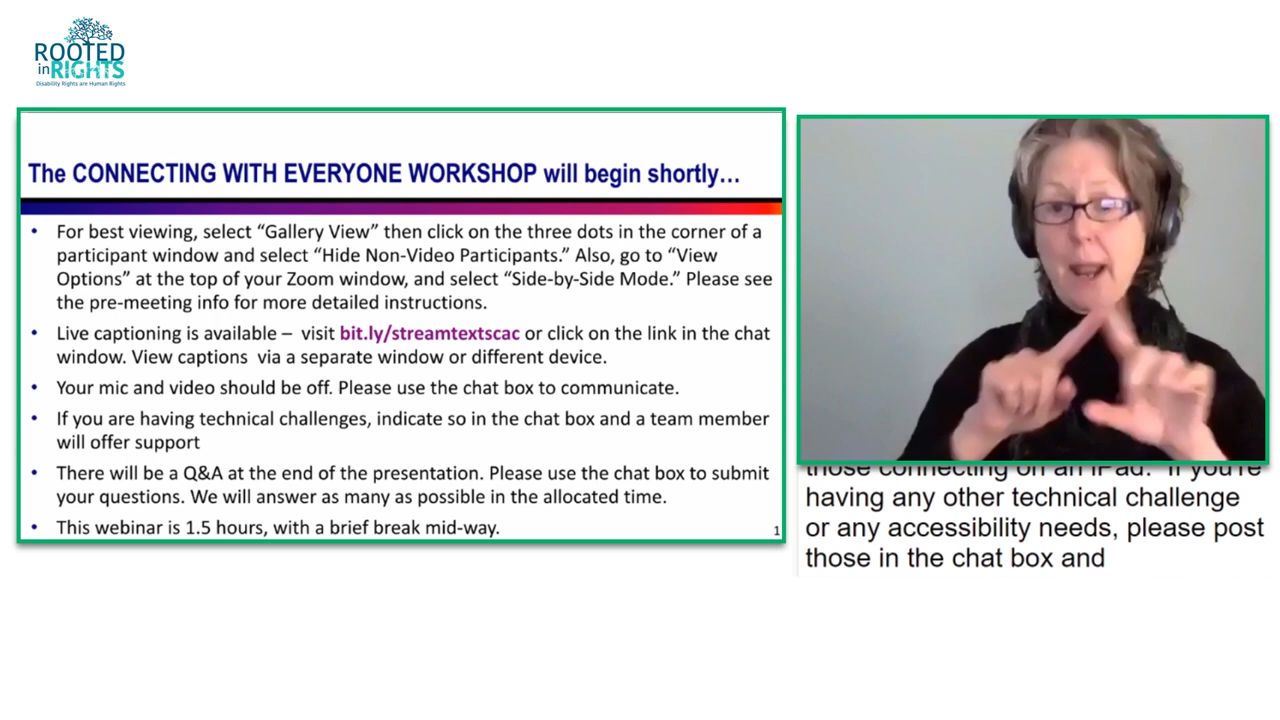 ROOTED
in RIGHTS
Disability Rights are Human Rights
The CONNECTING WITH EVERYONE WORKSHOP will begin shortly…
• For best viewing, select “Gallery View” then click on the three dots in the corner of a
participant window and select “Hide Non-Video Participants.” Also, go to “View
Options” at the top of your Zoom window, and select “Side-by-Side Mode.” Please see
the pre-meeting info for more detailed instructions.
• Live captioning is available – visit bit.ly/streamtextscac or click on the link in the chat
window. View captions via a separate window or different device.
• Your mic and video should be off. Please use the chat box to communicate.
• If you are having technical challenges, indicate so in the chat box and a team member
will offer support
• There will be a Q&A at the end of the presentation. Please use the chat box to submit
your questions. We will answer as many as possible in the allocated time.
• This webinar is 1.5 hours, with a brief break mid-way.
1
those connecting on an iPad. If you're
having any other technical challenge
or any accessibility needs, please post
those in the chat box and